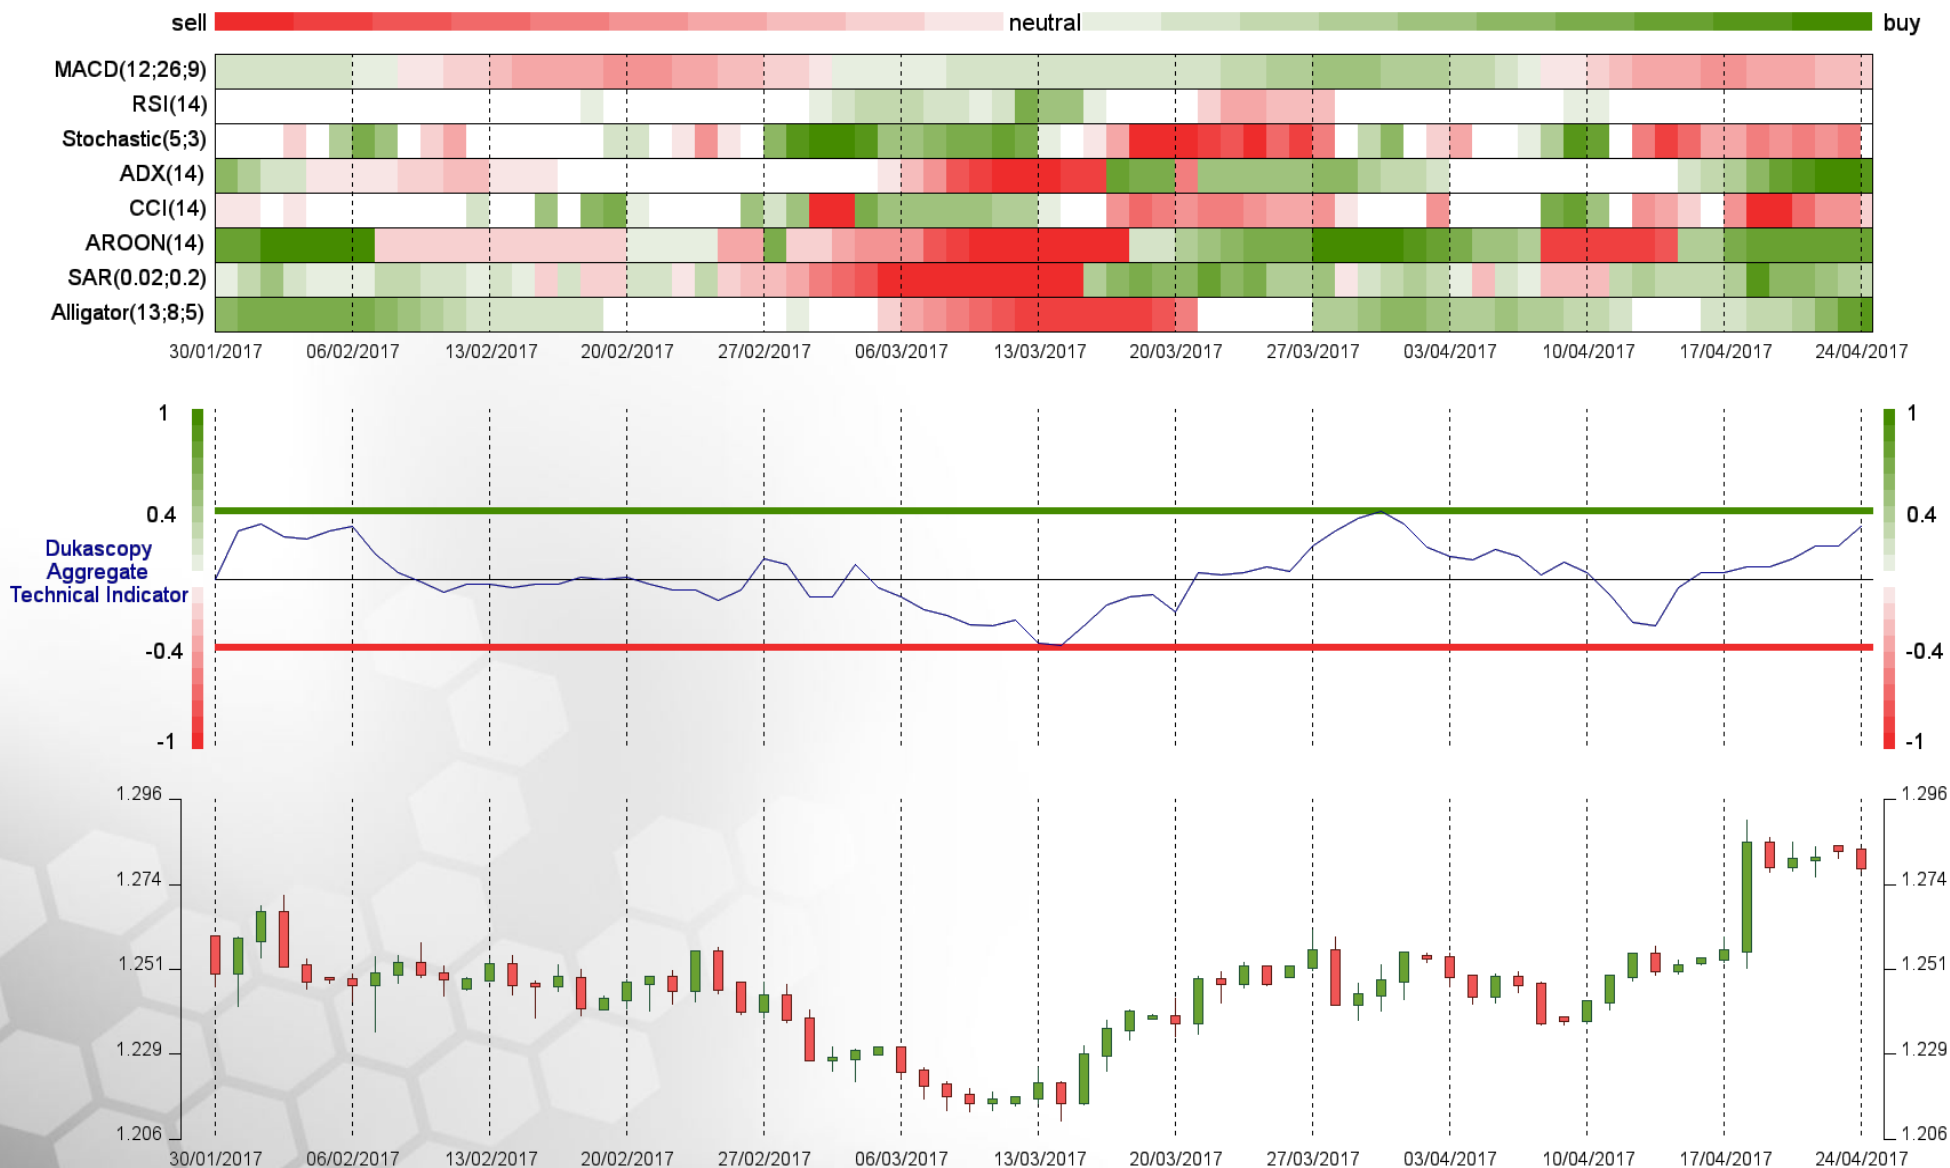 sell neutral buy
MACD(12;26;9)
RSI(14)
Stochastic(5;3)
ADX(14)
CCI(14)
AROON(14)
SAR(0.02;0.2)
Alligator(13;8;5)
30/01/2017 06/02/2017 13/02/2017 20/02/2017 27/02/2017 06/03/2017 13/03/2017 20/03/2017 27/03/2017 03/04/2017 10/04/2017 17/04/2017 24/04/2017
1 1
0.4 0.4
Dukascopy
Aggregate
Technical Indicator
-0.4 -0.4
-1 -1
1.296 1.296
1.274 1.274
1.251 1.251
1.229 1.229
1.206 1.206
30/01/2017 06/02/2017 13/02/2017 20/02/2017 27/02/2017 06/03/2017 13/03/2017 20/03/2017 27/03/2017 03/04/2017 10/04/2017 17/04/2017 24/04/2017